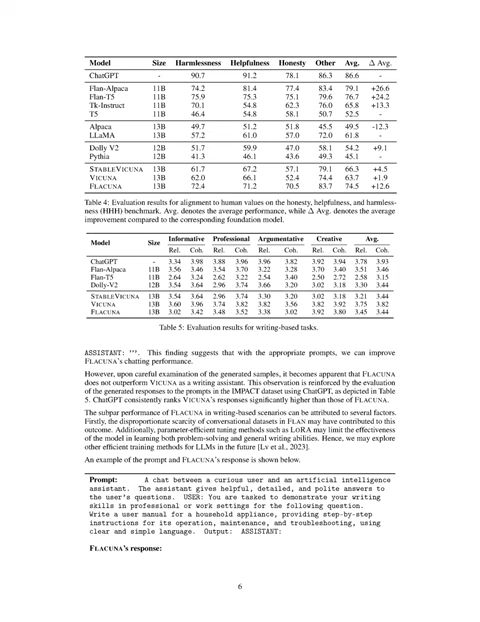 Model Size Harmlessness Helpfulness Honesty Other Avg. Δ Avg.
ChatGPT - 90.7 91.2 78.1 86.3 86.6 -
Flan-Alpaca 11B 74.2 81.4 77.4 83.4 79.1 +26.6
Flan-T5 11B 75.9 75.3 75.1 79.6 76.7 +24.2
Tk-Instruct 11B 70.1 54.8 62.3 76.0 65.8 +13.3
T5 11B 46.4 54.8 58.1 50.7 52.5 -
Alpaca 13B 49.7 51.2 51.8 45.5 49.5 -12.3
LLaMA 13B 57.2 61.0 57.0 72.0 61.8 -
Dolly V2 12B 51.7 59.9 47.0 58.1 54.2 +9.1
Pythia 12B 41.3 46.1 43.6 49.3 45.1 -
STABLEVICUNA 13B 61.7 67.2 57.1 79.1 66.3 +4.5
VICUNA 13B 62.0 66.1 52.4 74.4 63.7 +1.9
FLACUNA 13B 72.4 71.2 70.5 83.7 74.5 +12.6
Table 4: Evaluation results for alignment to human values on the honesty, helpfulness, and harmless-
ness (HHH) benchmark. Avg. denotes the average performance, while Δ Avg. denotes the average
improvement compared to the corresponding foundation model.
Model Size Informative Professional Argumentative Creative Avg.
Rel. Coh. Rel. Coh. Rel. Coh. Rel. Coh. Rel. Coh.
ChatGPT - 3.34 3.98 3.88 3.96 3.96 3.82 3.92 3.94 3.78 3.93
Flan-Alpaca 11B 3.56 3.46 3.54 3.70 3.22 3.28 3.70 3.40 3.51 3.46
Flan-T5 11B 2.64 3.24 2.62 3.22 2.54 3.40 2.50 2.72 2.58 3.15
Dolly-V2 12B 3.54 3.64 2.96 3.74 3.66 3.20 3.02 3.18 3.30 3.44
STABLEVICUNA 13B 3.54 3.64 2.96 3.74 3.30 3.20 3.02 3.18 3.21 3.44
VICUNA 13B 3.60 3.96 3.74 3.82 3.82 3.56 3.82 3.92 3.75 3.82
FLACUNA 13B 3.02 3.42 3.48 3.52 3.38 3.02 3.92 3.80 3.45 3.44
Table 5: Evaluation results for writing-based tasks.
ASSISTANT: """. This finding suggests that with the appropriate prompts, we can improve
FLACUNA's chatting performance.
However, upon careful examination of the generated samples, it becomes apparent that FLACUNA
does not outperform VICUNA as a writing assistant. This observation is reinforced by the evaluation
of the generated responses to the prompts in the IMPACT dataset using ChatGPT, as depicted in Table
5. ChatGPT consistently ranks VICUNA's responses significantly higher than those of FLACUNA.
The subpar performance of FLACUNA in writing-based scenarios can be attributed to several factors.
Firstly, the disproportionate scarcity of conversational datasets in FLAN may have contributed to this
outcome. Additionally, parameter-efficient tuning methods such as LORA may limit the effectiveness
of the model in learning both problem-solving and general writing abilities. Hence, we may explore
other efficient training methods for LLMs in the future [Lv et al., 2023].
An example of the prompt and FLACUNA's response is shown below.
Prompt: A chat between a curious user and an artificial intelligence
assistant. The assistant gives helpful, detailed, and polite answers to
the user's questions. USER: You are tasked to demonstrate your writing
skills in professional or work settings for the following question.
Write a user manual for a household appliance, providing step-by-step
instructions for its operation, maintenance, and troubleshooting, using
clear and simple language. Output: ASSISTANT:
FLACUNA's response:
6